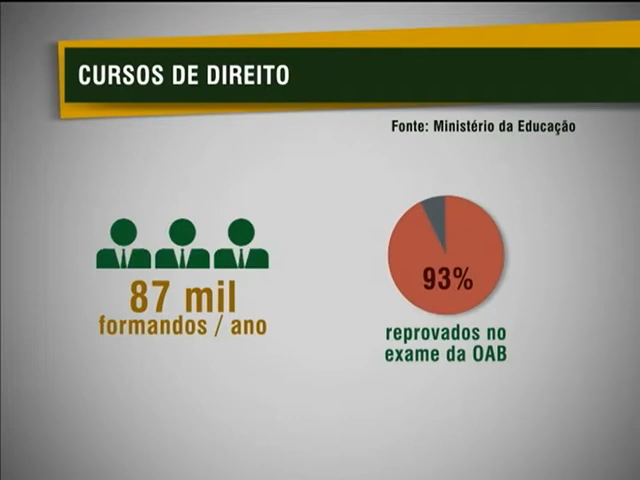 CURSOS DE DIREITO
Fonte: Ministério da Educação
87 mil
formandos / ano
93%
reprovados no
exame da OAB